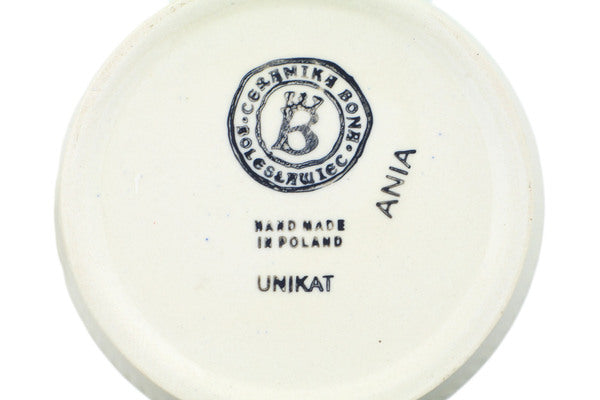 CERAMIKA BONA
B
BOLESŁAWIEC
ANIA
HAND MADE
IN POLAND
UNIKAT